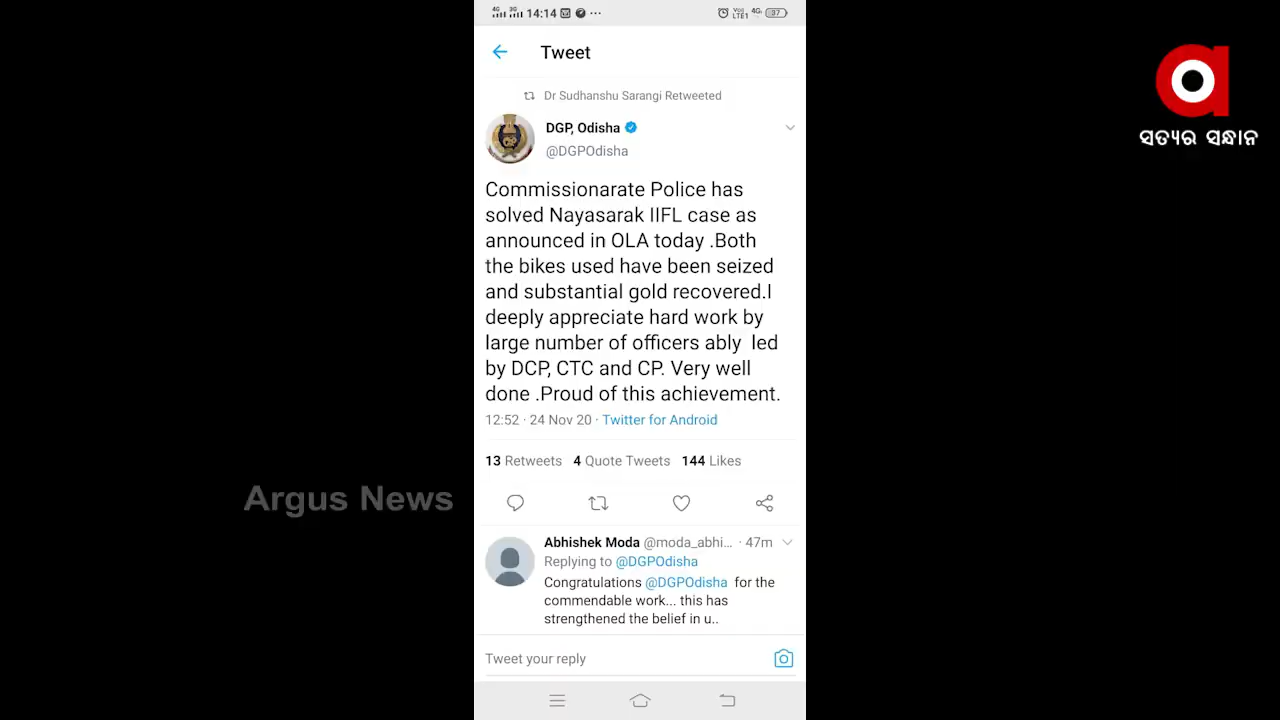 14:14
Tweet
Dr Sudhanshu Sarangi Retweeted
DGP, Odisha
@DGPOdisha
Commissionarate Police has
solved Nayasarak IIFL case as
announced in OLA today .Both
the bikes used have been seized
and substantial gold recovered.I
deeply appreciate hard work by
large number of officers ably  led
by DCP, CTC and CP. Very well
done .Proud of this achievement.
12:52 · 24 Nov 20 · Twitter for Android
13 Retweets 4 Quote Tweets 144 Likes
Abhishek Moda @moda_abhi... · 47m
Replying to @DGPOdisha
Congratulations @DGPOdisha  for the
commendable work... this has
strengthened the belief in u..
Tweet your reply
ସତ୍ୟର ସନ୍ଧାନ
Argus News